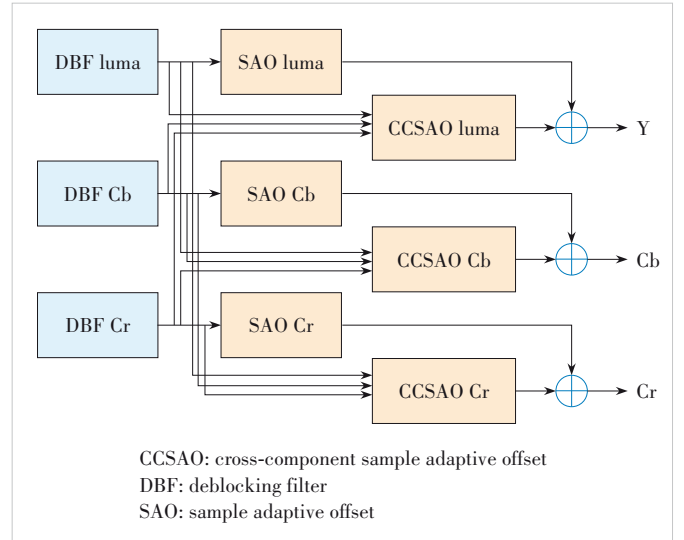 DBF luma
SAO luma
CCSAO luma
Y
DBF Cb
SAO Cb
CCSAO Cb
Cb
DBF Cr
SAO Cr
CCSAO Cr
Cr
CCSAO: cross-component sample adaptive offset
DBF: deblocking filter
SAO: sample adaptive offset